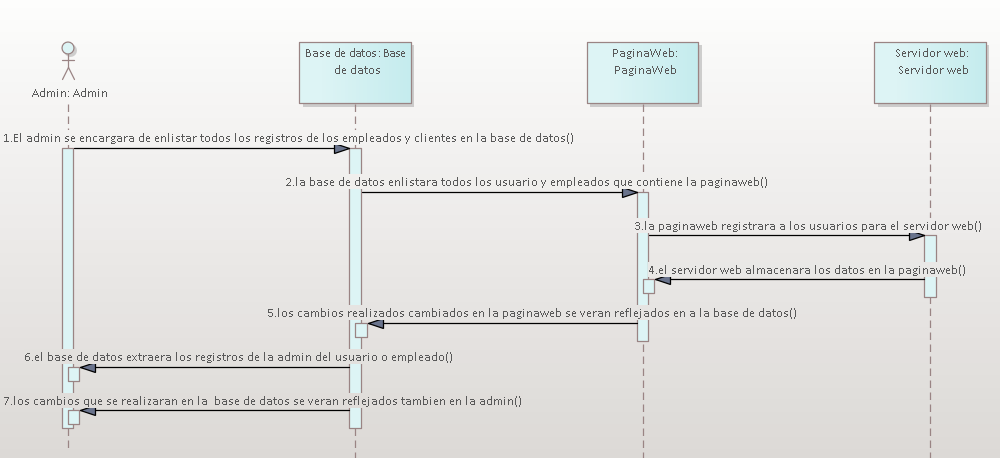 Admin: Admin
Base de datos: Base
de datos
PaginaWeb:
PaginaWeb
Servidor web:
Servidor web
1.El admin se encargara de enlistar todos los registros de los empleados y clientes en la base de datos()
2.la base de datos enlistara todos los usuario y empleados que contiene la paginaweb()
3.la paginaweb registrara a los usuarios para el servidor web()
4.el servidor web almacenara los datos en la paginaweb()
5.los cambios realizados cambiados en la paginaweb se veran reflejados en a la base de datos()
6.el base de datos extraera los registros de la admin del usuario o empleado()
7.los cambios que se realizaran en la  base de datos se veran reflejados tambien en la admin()